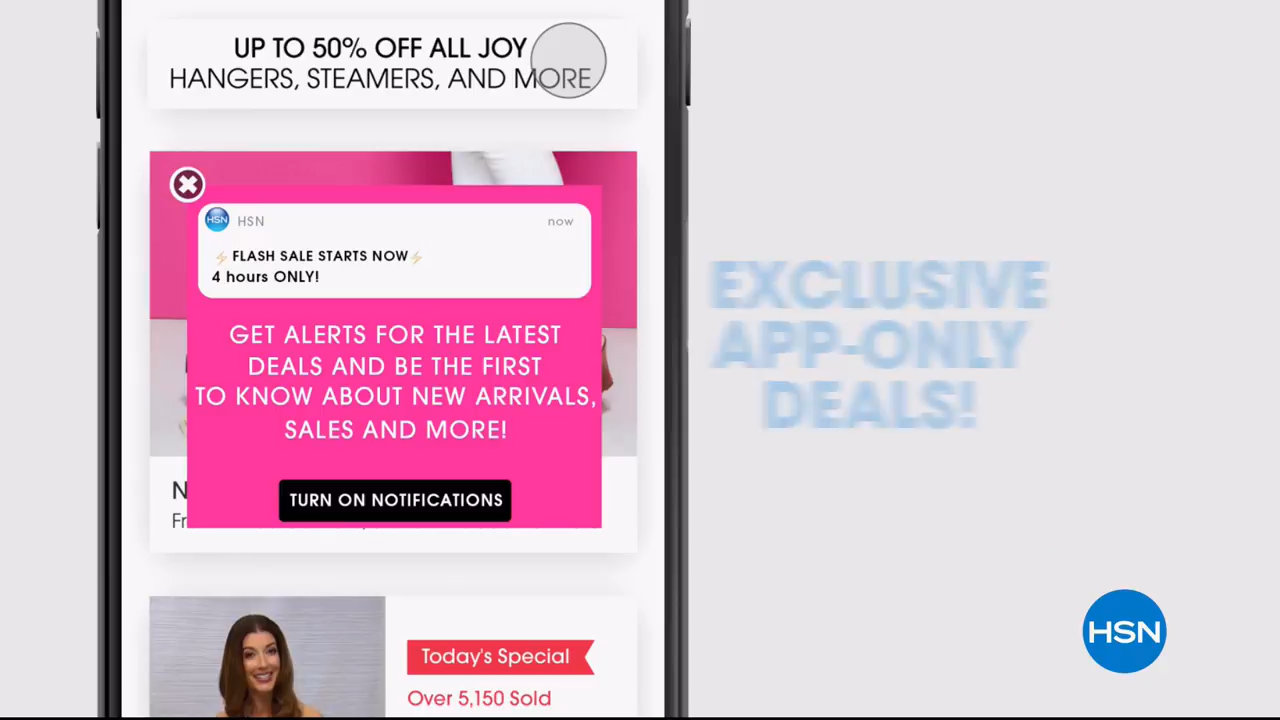 UP TO 50% OFF ALL JOY
HANGERS, STEAMERS, AND MORE
HSN HSN now
⚡FLASH SALE STARTS NOW⚡
4 hours ONLY!
GET ALERTS FOR THE LATEST
DEALS AND BE THE FIRST
TO KNOW ABOUT NEW ARRIVALS,
SALES AND MORE!
TURN ON NOTIFICATIONS
EXCLUSIVE
APP-ONLY
DEALS!
Today's Special
Over 5,150 Sold
HSN